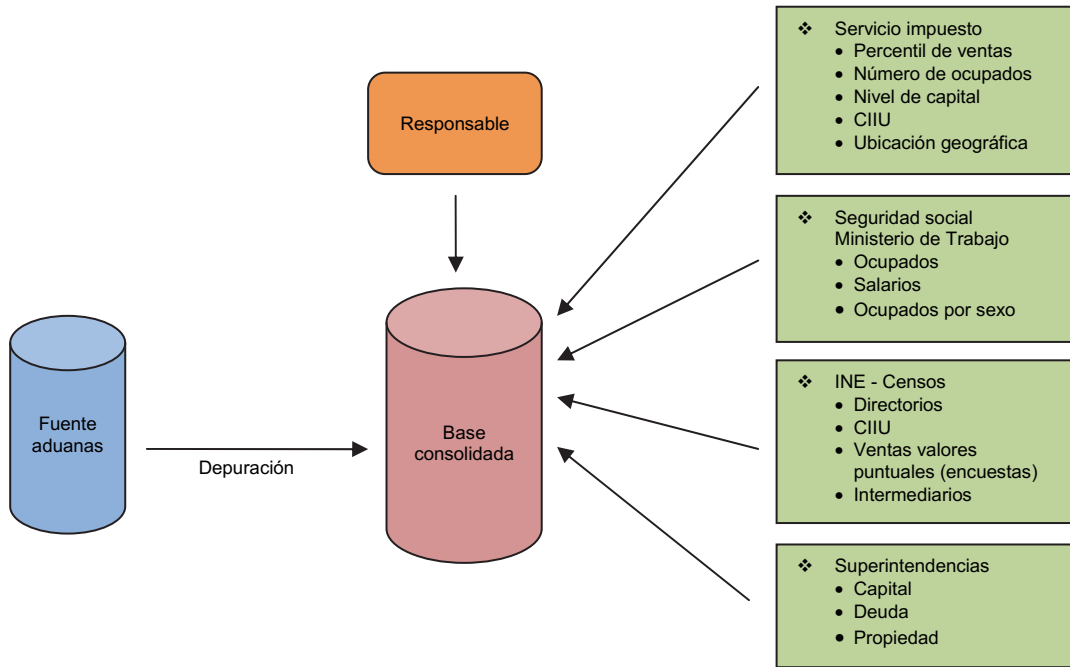 Responsable
Fuente
aduanas
Depuración
Base
consolidada
❖ Servicio impuesto
• Percentil de ventas
• Número de ocupados
• Nivel de capital
• CIIU
• Ubicación geográfica
❖ Seguridad social
Ministerio de Trabajo
• Ocupados
• Salarios
• Ocupados por sexo
❖ INE - Censos
• Directorios
• CIIU
• Ventas valores
puntuales (encuestas)
• Intermediarios
❖ Superintendencias
• Capital
• Deuda
• Propiedad